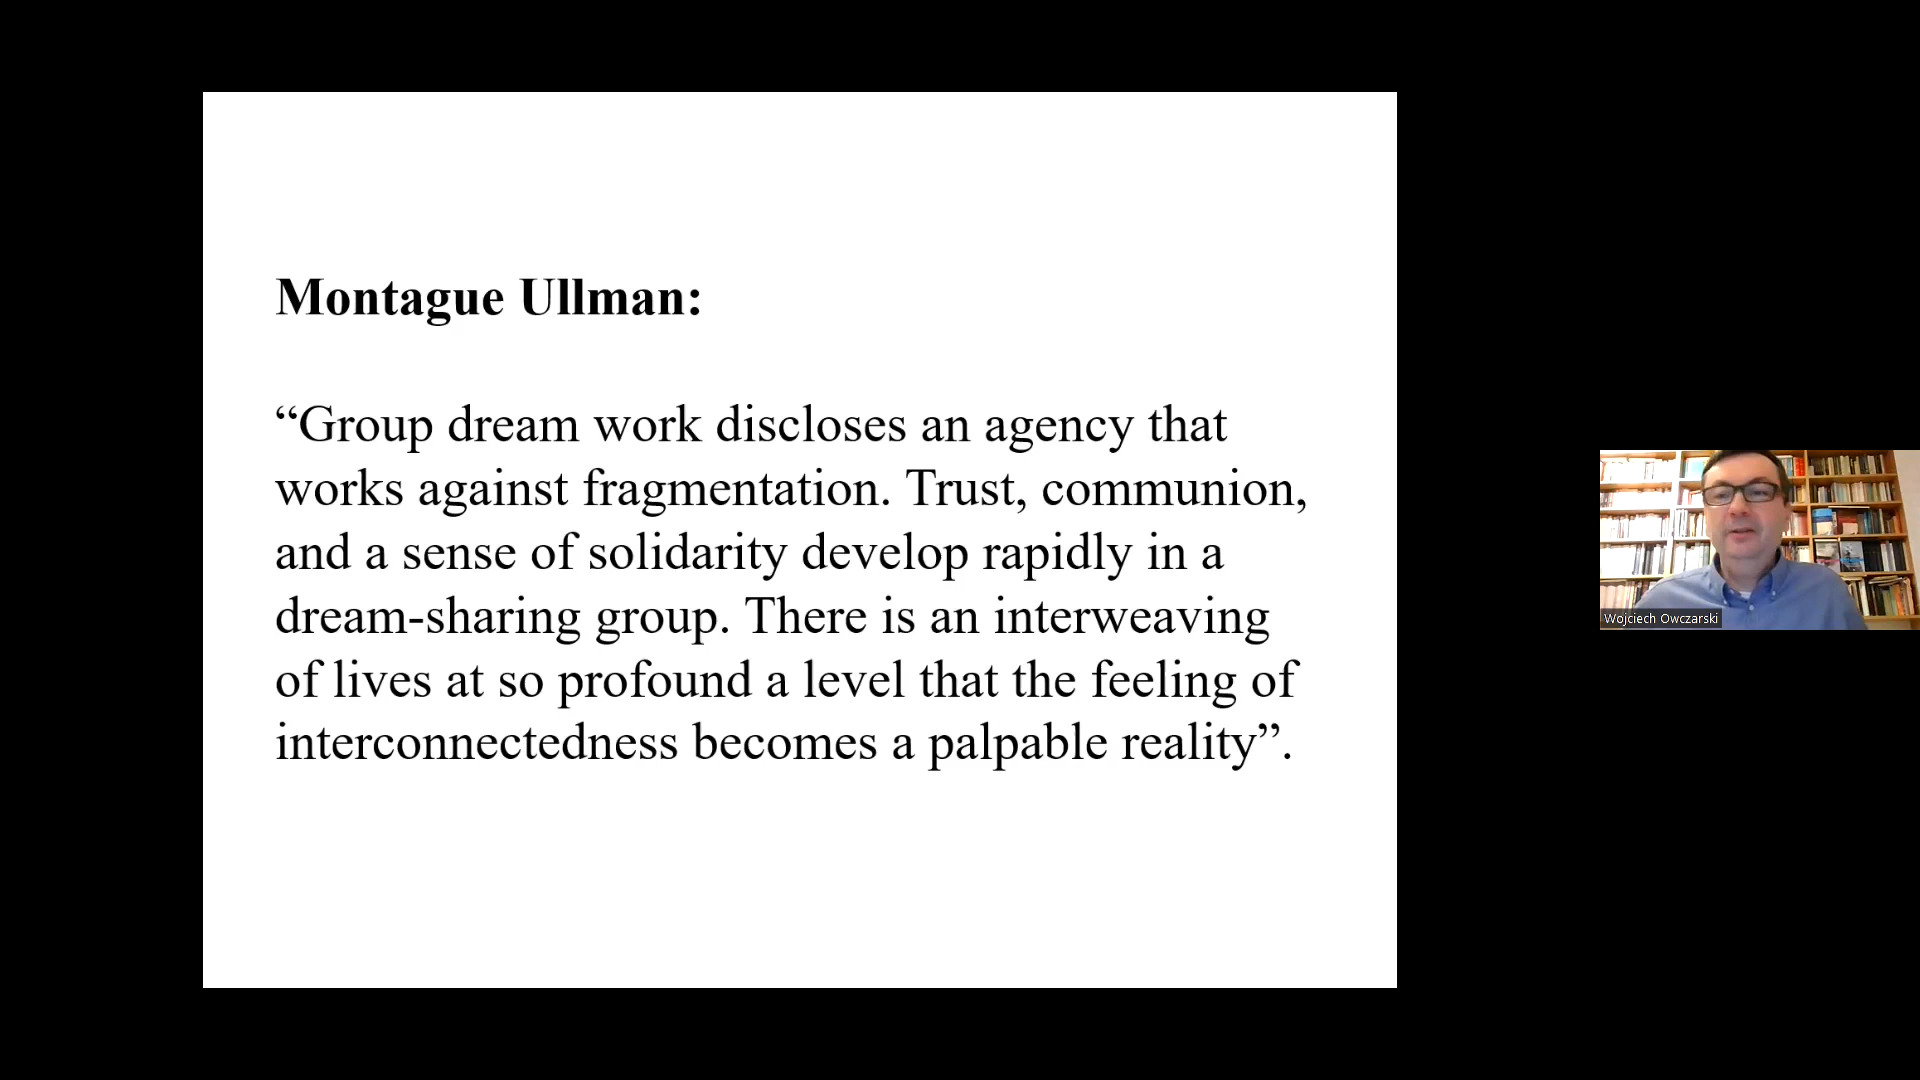 Montague Ullman:
“Group dream work discloses an agency that
works against fragmentation. Trust, communion,
and a sense of solidarity develop rapidly in a
dream-sharing group. There is an interweaving
of lives at so profound a level that the feeling of
interconnectedness becomes a palpable reality”.
Wojciech Owczarski